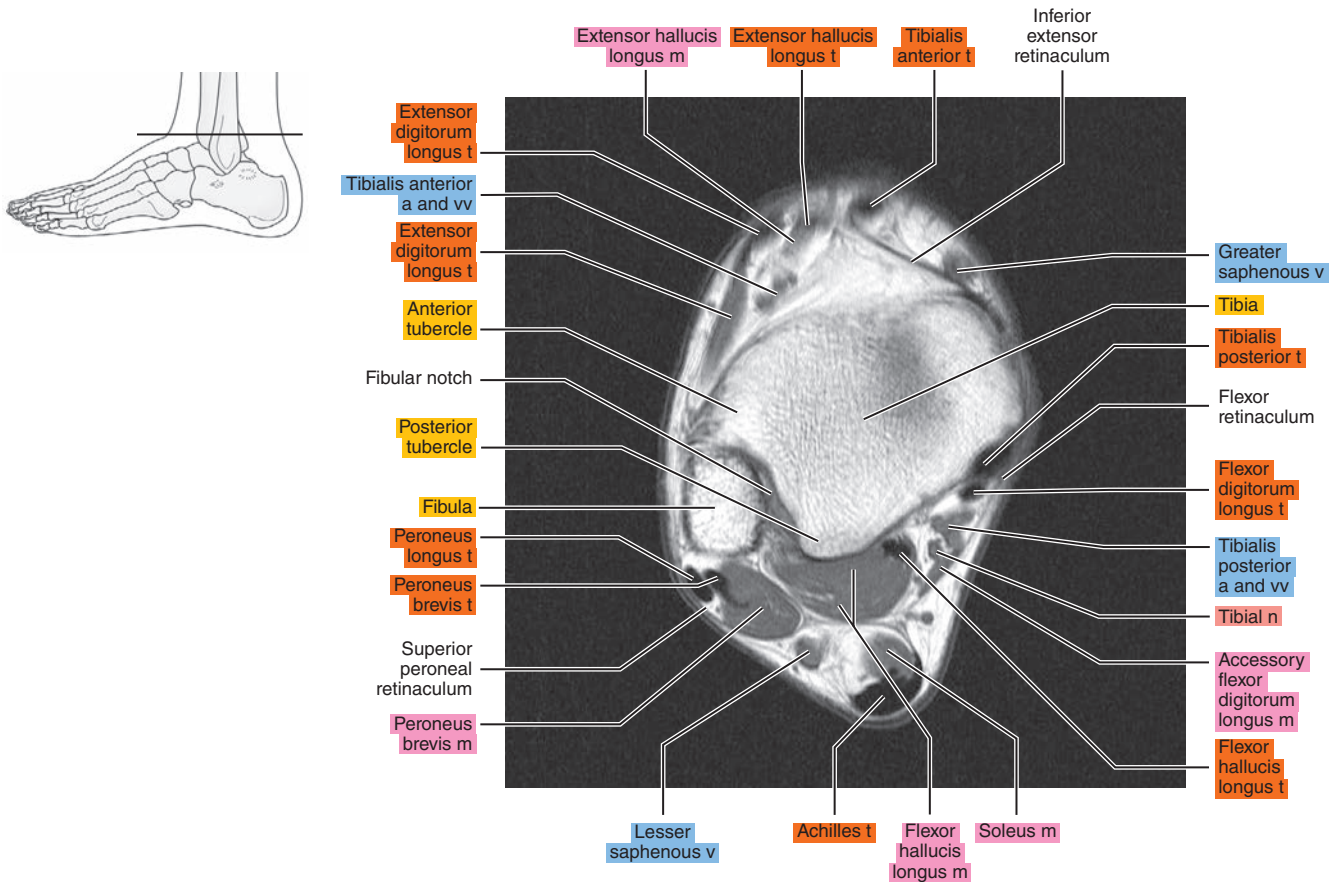 Extensor hallucis
longus m
Extensor hallucis
longus t
Tibialis
anterior t
Inferior
extensor
retinaculum
Extensor
digitorum
longus t
Tibialis anterior
a and vv
Extensor
digitorum
longus t
Anterior
tubercle
Fibular notch
Posterior
tubercle
Fibula
Peroneus
longus t
Peroneus
brevis t
Superior
peroneal
retinaculum
Peroneus
brevis m
Greater
saphenous v
Tibia
Tibialis
posterior t
Flexor
retinaculum
Flexor
digitorum
longus t
Tibialis
posterior
a and vv
Tibial n
Accessory
flexor
digitorum
longus m
Flexor
hallucis
longus t
Lesser
saphenous v
Achilles t
Flexor
hallucis
longus m
Soleus m